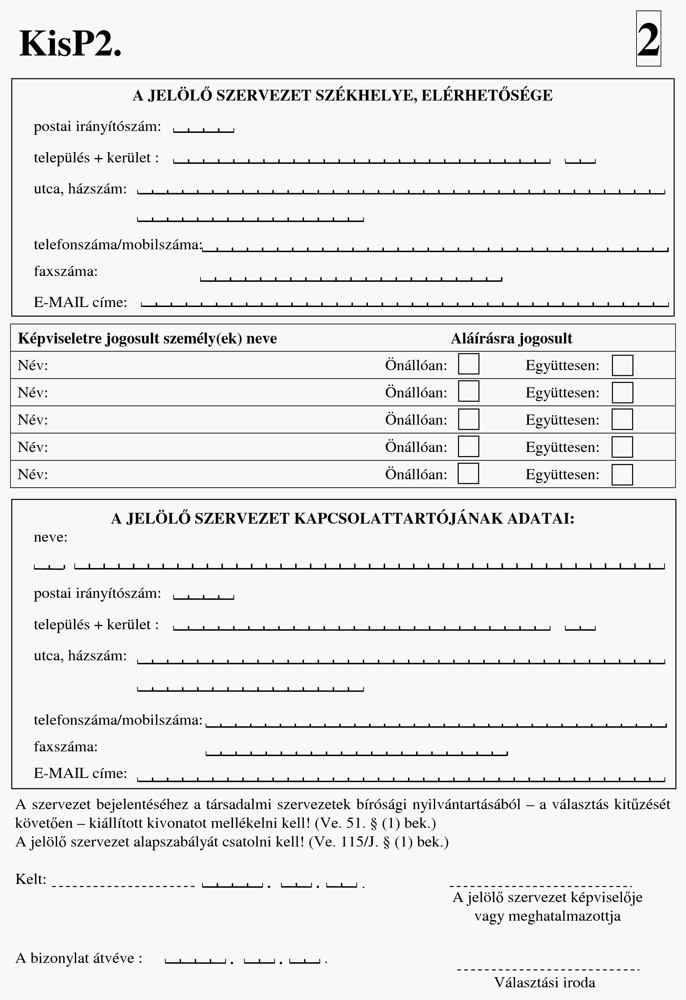 KisP2.
2
A JELÖLŐ SZERVEZET SZÉKHELYE, ELÉRHETŐSÉGE
postai irányítószám:
település + kerület :
utca, házszám:
telefonszáma/mobilszáma:
faxszáma:
E-MAIL címe:
Képviseletre jogosult személy(ek) neve Aláírásra jogosult
Név: Önállóan: Együttesen:
Név: Önállóan: Együttesen:
Név: Önállóan: Együttesen:
Név: Önállóan: Együttesen:
Név: Önállóan: Együttesen:
A JELÖLŐ SZERVEZET KAPCSOLATTARTÓJÁNAK ADATAI:
neve:
postai irányítószám:
település + kerület :
utca, házszám:
telefonszáma/mobilszáma:
faxszáma:
E-MAIL címe:
A szervezet bejelentéséhez a társadalmi szervezetek bírósági nyilvántartásából – a választás kitűzését
követően – kiállított kivonatot mellékelni kell! (Ve. 51. § (1) bek.)
A jelölő szervezet alapszabályát csatolni kell! (Ve. 115/J. § (1) bek.)
Kelt: . . .
A jelölő szervezet képviselője
vagy meghatalmazottja
A bizonylat átvéve : . . .
Választási iroda